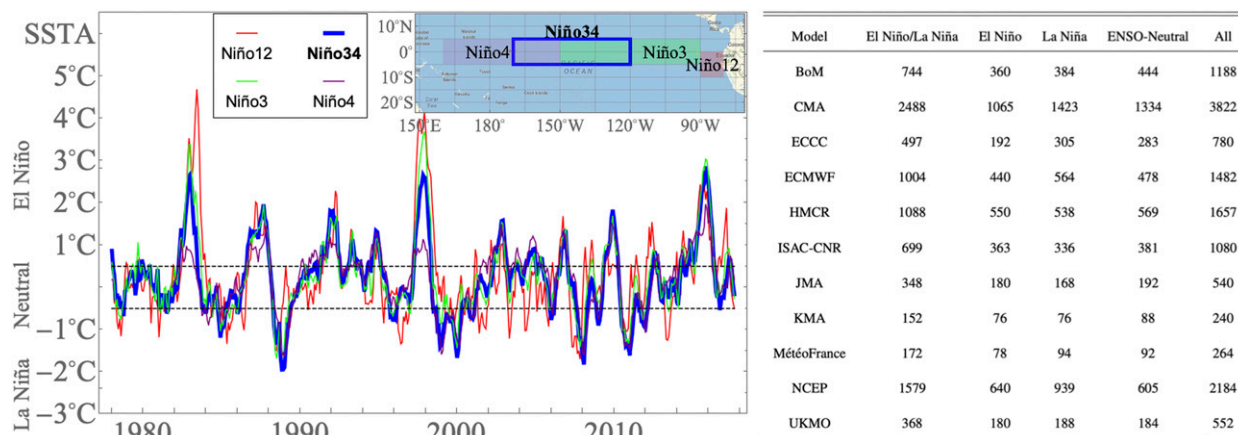 SSTA
5°C
4°C
3°C
2°C
1°C
−1°C
−2°C
−3°C
El Niño
Neutral
La Niña
1980
1990
2000
2010
Niño12
Niño34
Niño3
Niño4
10°N
0°
10°S
20°S
150°E
180°
150°W
120°W
90°W
Niño34
Niño4
Niño3
Niño12
PACIFIC
OCEAN
Model El Niño/La Niña El Niño La Niña ENSO-Neutral All
BoM 744 360 384 444 1188
CMA 2488 1065 1423 1334 3822
ECCC 497 192 305 283 780
ECMWF 1004 440 564 478 1482
HMCR 1088 550 538 569 1657
ISAC-CNR 699 363 336 381 1080
JMA 348 180 168 192 540
KMA 152 76 76 88 240
MétéoFrance 172 78 94 92 264
NCEP 1579 640 939 605 2184
UKMO 368 180 188 184 552